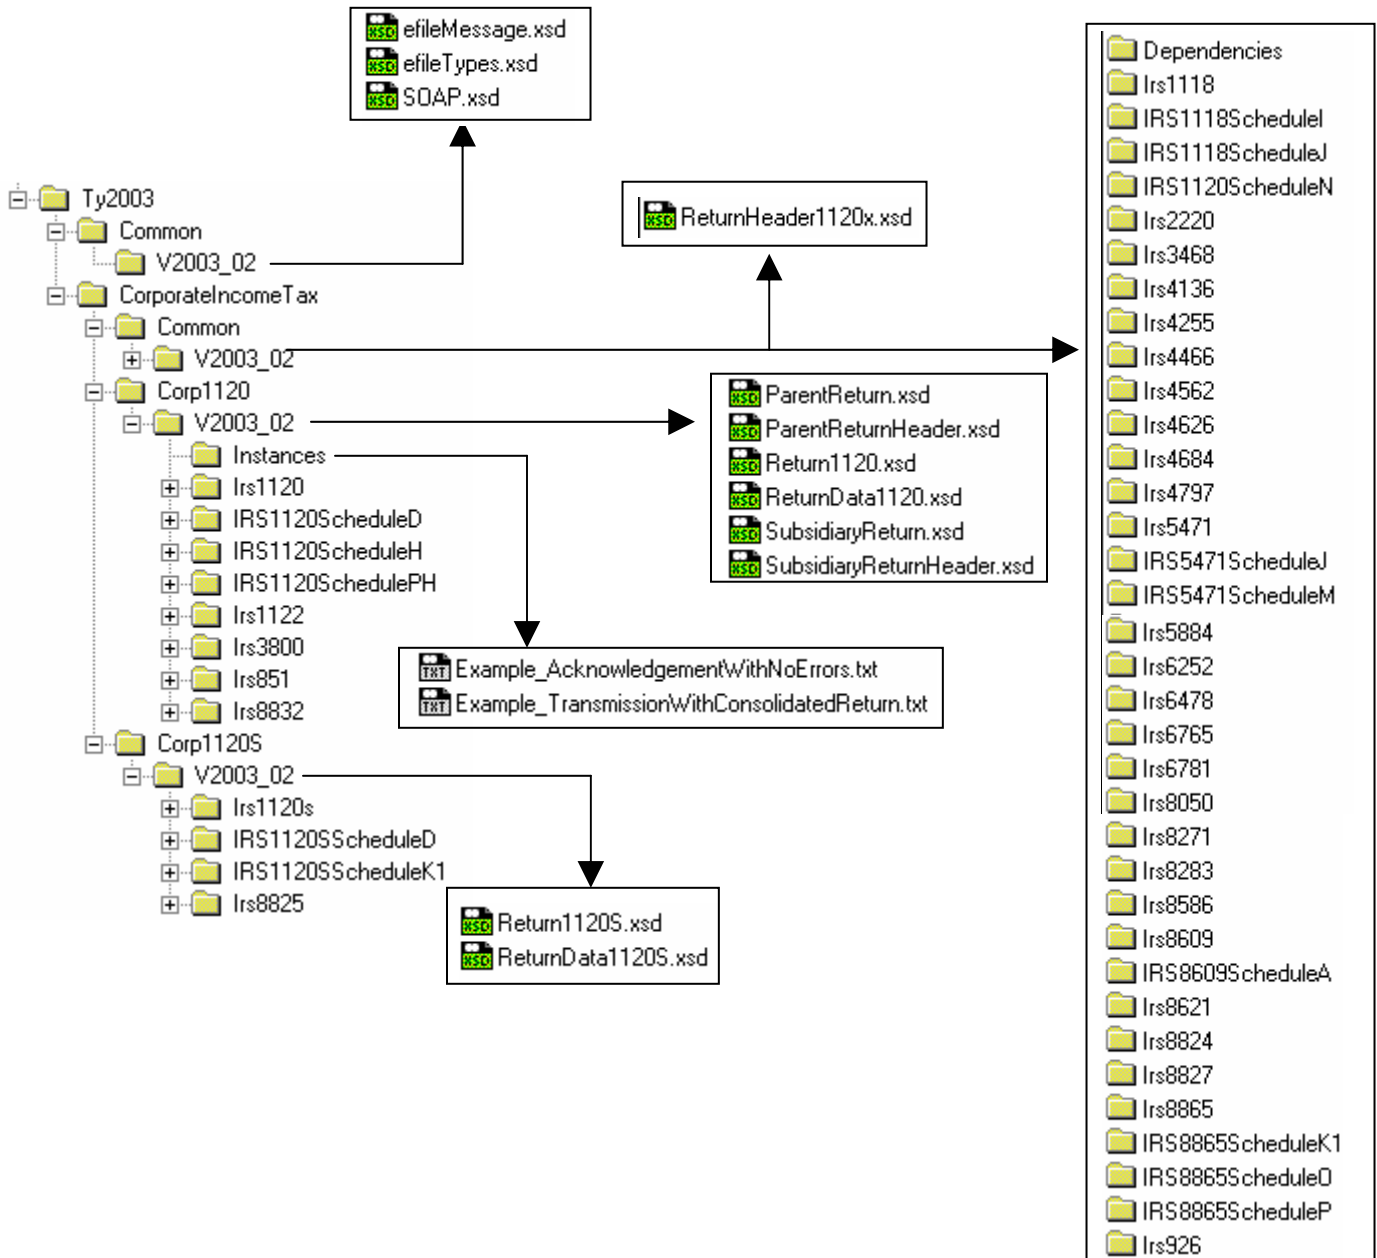 efileMessage.xsd
efileTypes.xsd
SOAP.xsd
Ty2003
Common
V2003_02
CorporateIncomeTax
Common
V2003_02
Corp1120
V2003_02
Instances
Irs1120
IRS1120ScheduleD
IRS1120ScheduleH
IRS1120SchedulePH
Irs1122
Irs3800
Irs851
Irs8832
Corp1120S
V2003_02
Irs1120s
IRS1120SScheduleD
IRS1120SScheduleK1
Irs8825
ReturnHeader1120x.xsd
ParentReturn.xsd
ParentReturnHeader.xsd
Return1120.xsd
ReturnData1120.xsd
SubsidiaryReturn.xsd
SubsidiaryReturnHeader.xsd
Example_AcknowledgementWithNoErrors.txt
Example_TransmissionWithConsolidatedReturn.txt
Return1120S.xsd
ReturnData1120S.xsd
Dependencies
Irs1118
IRS1118ScheduleI
IRS1118ScheduleJ
IRS1120ScheduleN
Irs2220
Irs3468
Irs4136
Irs4255
Irs4466
Irs4562
Irs4626
Irs4684
Irs4797
Irs5471
IRS5471ScheduleJ
IRS5471ScheduleM
Irs5884
Irs6252
Irs6478
Irs6765
Irs6781
Irs8050
Irs8271
Irs8283
Irs8586
Irs8609
IRS8609ScheduleA
Irs8621
Irs8824
Irs8827
Irs8865
IRS8865ScheduleK1
IRS8865ScheduleO
IRS8865ScheduleP
Irs926